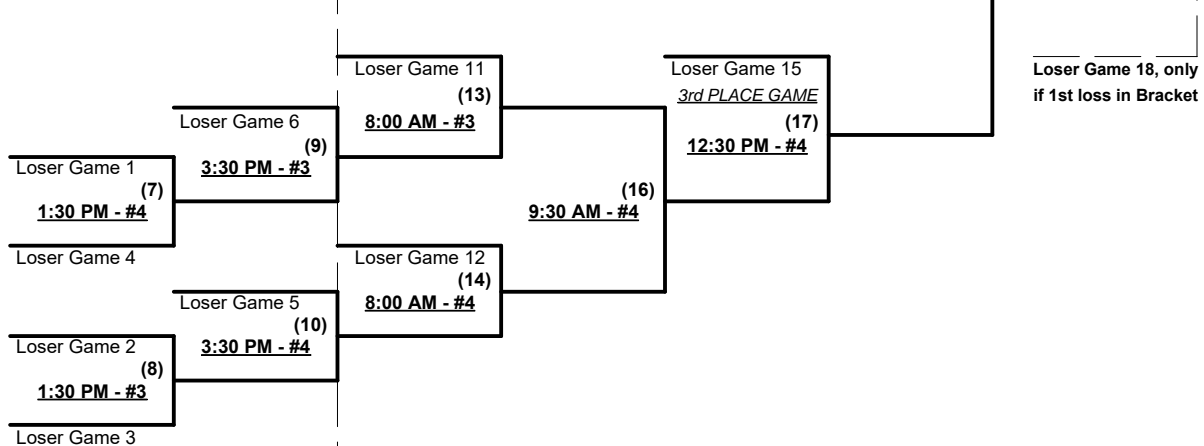 Loser Game 11
(13)
8:00 AM - #3
Loser Game 15
3rd PLACE GAME
(17)
12:30 PM - #4
Loser Game 18, only
if 1st loss in Bracket
Loser Game 6
(9)
3:30 PM - #3
Loser Game 1
(7)
1:30 PM - #4
Loser Game 4
(16)
9:30 AM - #4
Loser Game 12
(14)
8:00 AM - #4
Loser Game 5
(10)
3:30 PM - #4
Loser Game 2
(8)
1:30 PM - #3
Loser Game 3